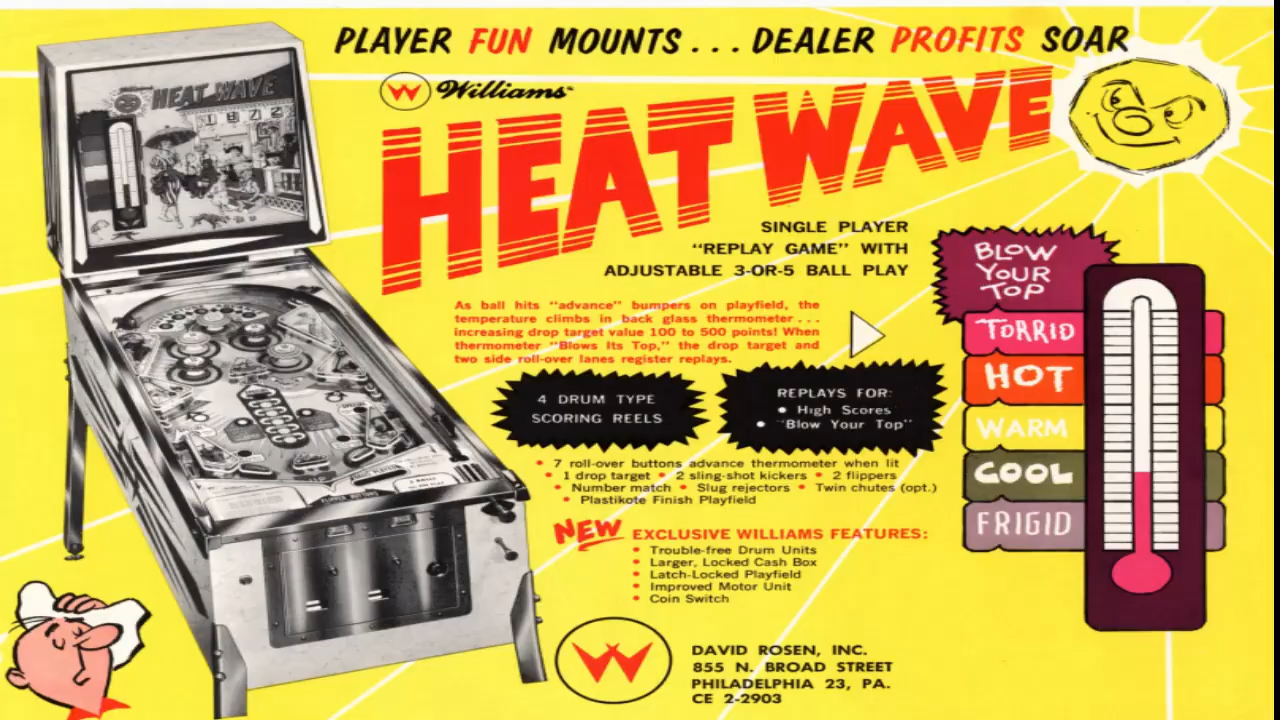 PLAYER FUN MOUNTS... DEALER PROFITS SOAR
Williams
HEAT WAVE
HEAT WAVE
1872
SINGLE PLAYER
"REPLAY GAME" WITH
ADJUSTABLE 3-OR-5 BALL PLAY
As ball hits "advance" bumpers on playfield, the
temperature climbs in back glass thermometer...
increasing drop target value 100 to 500 points! When
thermometer "Blows Its Top," the drop target and
two side roll-over lanes register replays.
4 DRUM TYPE
SCORING REELS
REPLAYS FOR:
• High Scores
• "Blow Your Top"
• 7 roll-over buttons advance thermometer when lit
• 1 drop target • 2 sling-shot kickers • 2 flippers
• Number match • Slug rejectors • Twin chutes (opt.)
• Plastikote Finish Playfield
NEW EXCLUSIVE WILLIAMS FEATURES:
• Trouble-free Drum Units
• Larger, Locked Cash Box
• Latch-Locked Playfield
• Improved Motor Unit
• Coin Switch
BLOW
YOUR
TOP
TORRID
HOT
WARM
COOL
FRIGID
DAVID ROSEN, INC.
855 N. BROAD STREET
PHILADELPHIA 23, PA.
CE 2-2903